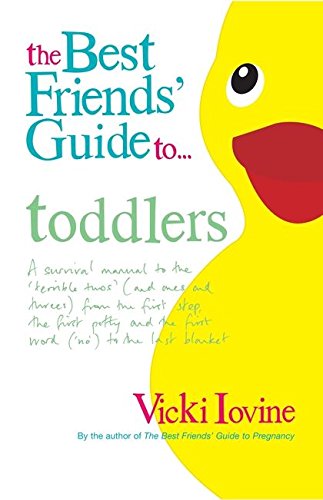 the Best
Friends'
Guide to...
toddlers
A survival manual to the
'terrible twos' (and ones and
threes) from the first step,
the first potty and the first
word ('no') to the last blanket
Vicki Iovine
By the author of The Best Friends' Guide to Pregnancy